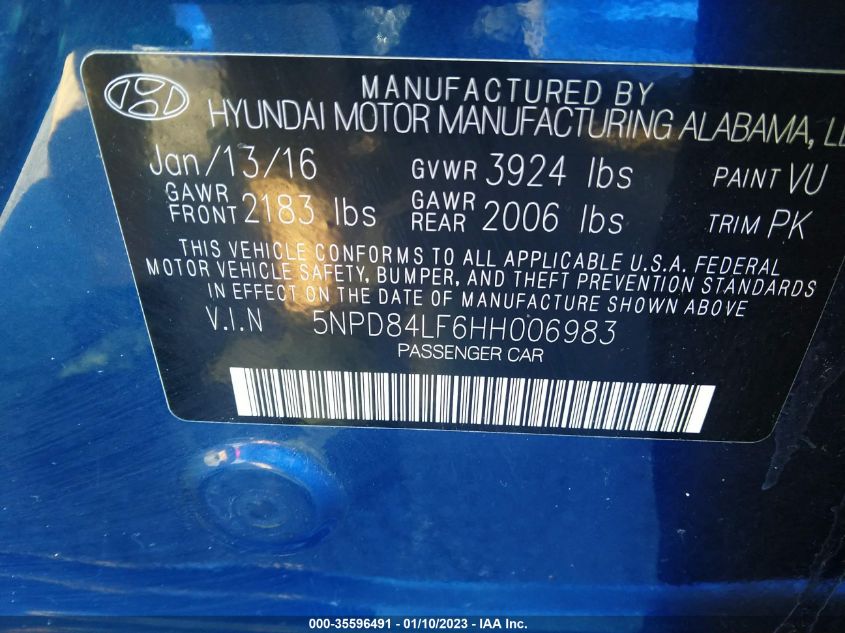 MANUFACTURED BY
HYUNDAI MOTOR MANUFACTURING ALABAMA, LL
Jan/13/16 GVWR 3924 lbs PAINT VU
GAWR FRONT 2183 lbs GAWR REAR 2006 lbs TRIM PK
THIS VEHICLE CONFORMS TO ALL APPLICABLE U.S.A. FEDERAL
MOTOR VEHICLE SAFETY, BUMPER, AND THEFT PREVENTION STANDARDS
IN EFFECT ON THE DATE OF MANUFACTURE SHOWN ABOVE
V.I.N 5NPD84LF6HH006983
PASSENGER CAR
000-35596491 - 01/10/2023 - IAA Inc.